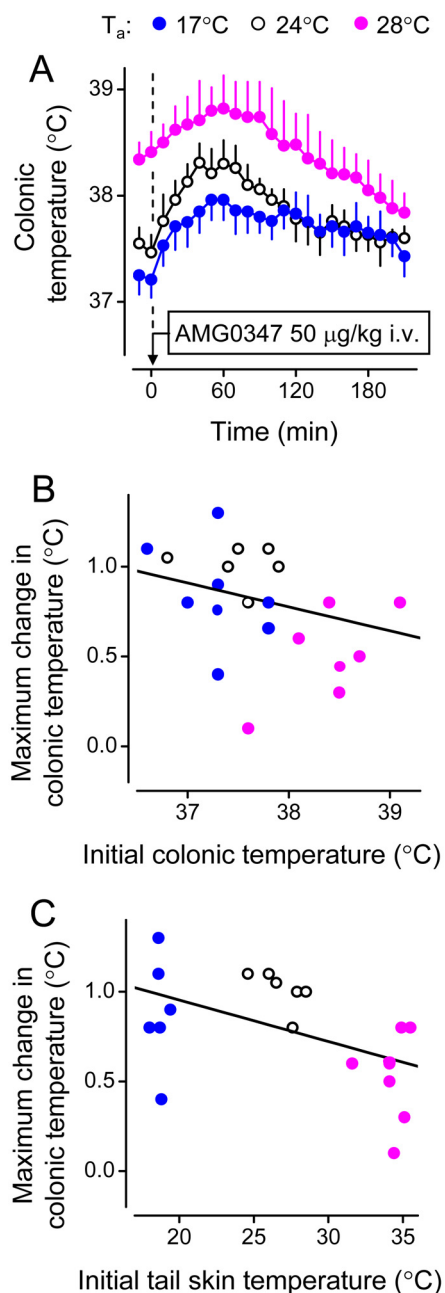 Ta: 17°C 24°C 28°C
A
39
38
37
Colonic
temperature (°C)
AMG0347 50 μg/kg i.v.
0 60 120 180
Time (min)
B
1.0
0.5
0.0
Maximum change in
colonic temperature (°C)
37 38 39
Initial colonic temperature (°C)
C
1.0
0.5
0.0
Maximum change in
colonic temperature (°C)
20 25 30 35
Initial tail skin temperature (°C)